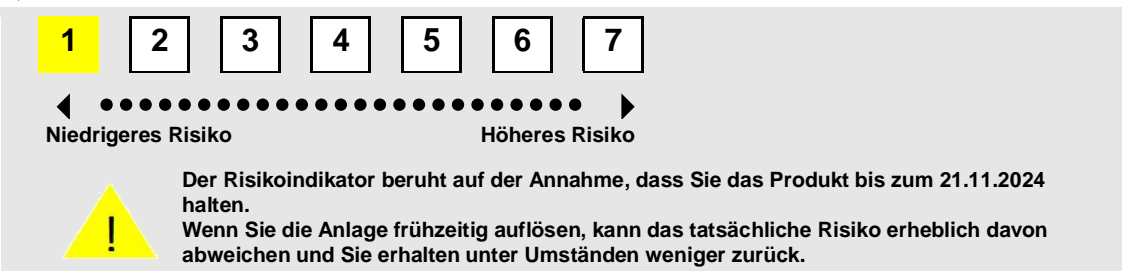 1 2 3 4 5 6 7
Niedrigeres Risiko Höheres Risiko
Der Risikoindikator beruht auf der Annahme, dass Sie das Produkt bis zum 21.11.2024
halten.
Wenn Sie die Anlage frühzeitig auflösen, kann das tatsächliche Risiko erheblich davon
abweichen und Sie erhalten unter Umständen weniger zurück.
!